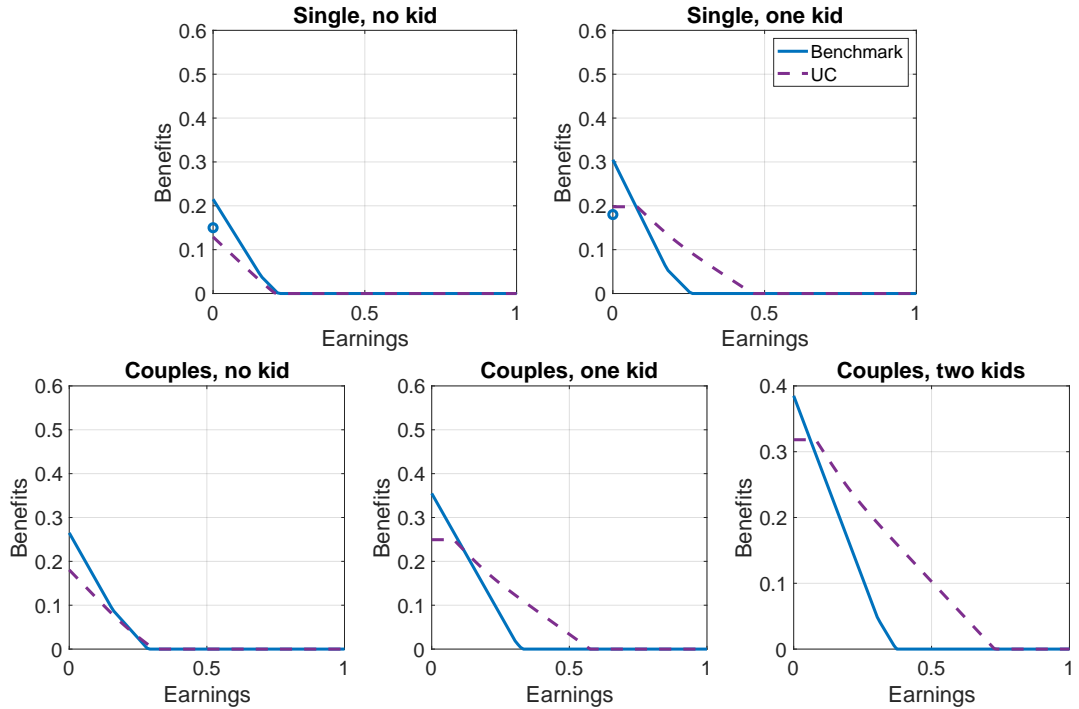 Single, no kid
0.6
0.5
0.4
0.3
0.2
0.1
0
Benefits
0 0.5 1
Earnings
Single, one kid
Benchmark
UC
0.6
0.5
0.4
0.3
0.2
0.1
0
Benefits
0 0.5 1
Earnings
Couples, no kid
0.6
0.5
0.4
0.3
0.2
0.1
0
Benefits
0 0.5 1
Earnings
Couples, one kid
0.6
0.5
0.4
0.3
0.2
0.1
0
Benefits
0 0.5 1
Earnings
Couples, two kids
0.4
0.3
0.2
0.1
0
Benefits
0 0.5 1
Earnings